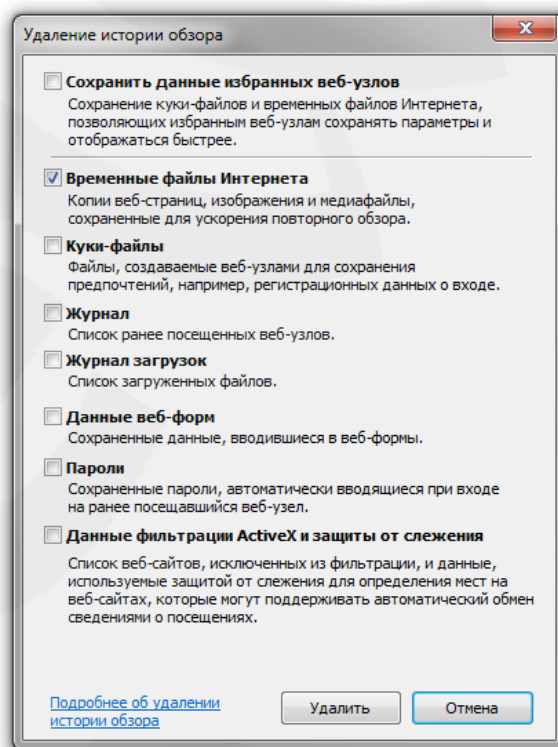 Удаление истории обзора
Сохранить данные избранных веб-узлов
Сохранение куки-файлов и временных файлов Интернета,
позволяющих избранным веб-узлам сохранять параметры и
отображаться быстрее.
Временные файлы Интернета
Копии веб-страниц, изображения и медиафайлы,
сохраненные для ускорения повторного обзора.
Куки-файлы
Файлы, создаваемые веб-узлами для сохранения
предпочтений, например, регистрационных данных о входе.
Журнал
Список ранее посещенных веб-узлов.
Журнал загрузок
Список загруженных файлов.
Данные веб-форм
Сохраненные данные, вводившиеся в веб-формы.
Пароли
Сохраненные пароли, автоматически вводящиеся при входе
на ранее посещавшийся веб-узел.
Данные фильтрации ActiveX и защиты от слежения
Список веб-сайтов, исключенных из фильтрации, и данные,
используемые защитой от слежения для определения мест на
веб-сайтах, которые могут поддерживать автоматический обмен
сведениями о посещениях.
Подробнее об удалении
истории обзора
Удалить
Отмена